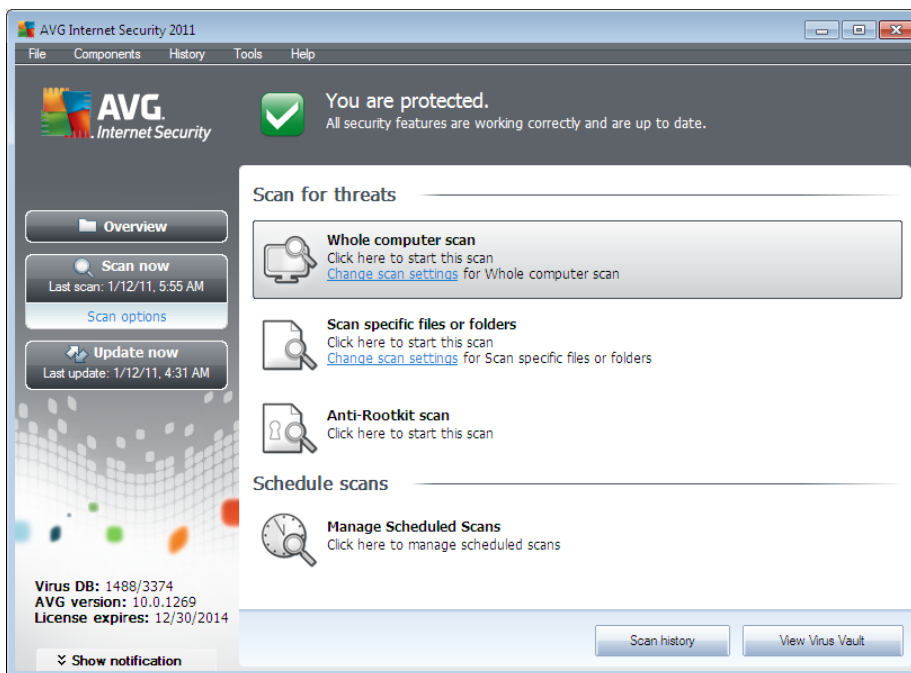 AVG Internet Security 2011
File Components History Tools Help
AVG.
Internet Security
You are protected.
All security features are working correctly and are up to date.
Overview
Scan now
Last scan: 1/12/11, 5:55 AM
Scan options
Update now
Last update: 1/12/11, 4:31 AM
Virus DB: 1488/3374
AVG version: 10.0.1269
License expires: 12/30/2014
Show notification
Scan for threats
Whole computer scan
Click here to start this scan
Change scan settings for Whole computer scan
Scan specific files or folders
Click here to start this scan
Change scan settings for Scan specific files or folders
Anti-Rootkit scan
Click here to start this scan
Schedule scans
Manage Scheduled Scans
Click here to manage scheduled scans
Scan history
View Virus Vault